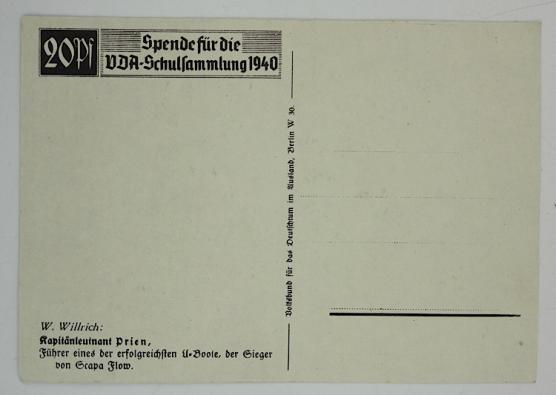 20Pf
Spende für die
VDA-Schulsammlung 1940
Volksbund für das Deutschtum im Ausland, Berlin W 30.
W. Willrich:
Kapitänleutnant Prien,
Führer eines der erfolgreichsten U-Boote, der Sieger
von Scapa Flow.